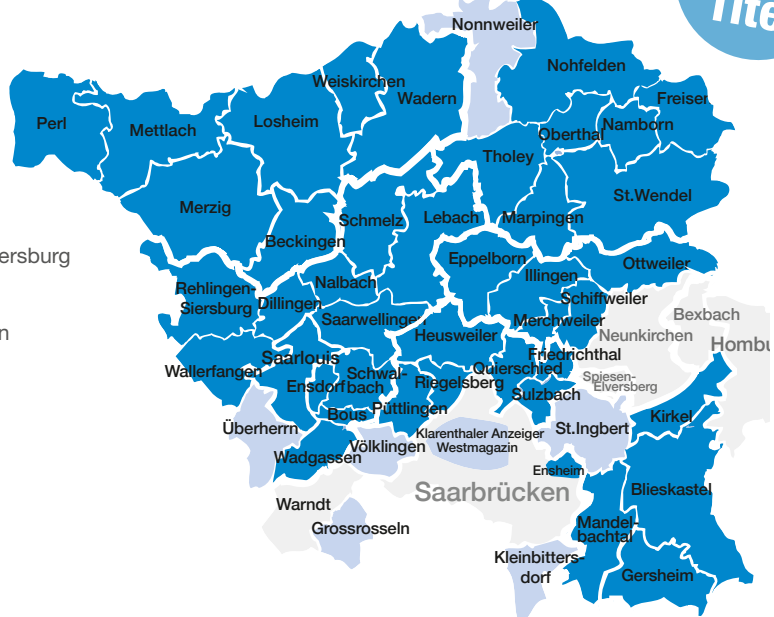 Tite
Nonnweiler
Nohfelden
Weiskirchen
Wadern
Freisen
Perl
Mettlach
Losheim
Oberthal
Namborn
Tholey
St.Wendel
Merzig
Schmelz
Lebach
Marpingen
Beckingen
ersburg
Eppelborn
Illingen
Ottweiler
Rehlingen-
Siersburg
Dillingen
Nalbach
Schiffweiler
Saarwellingen
Merchweiler
Bexbach
n
Heusweiler
Neunkirchen
Hombu
Wallerfangen
Saarlouis
Friedrichthal
Quierschied
Ensdorf
Schwal-
bach
Riegelsberg
Spiesen-
Elversberg
Sulzbach
Bous
Püttlingen
Kirkel
Überherrn
Klarenthaler Anzeiger
Westmagazin
St.Ingbert
Wadgassen
Völklingen
Ensheim
Saarbrücken
Blieskastel
Warndt
Grossrosseln
Mandel-
bachtal
Kleinbitters-
dorf
Gersheim